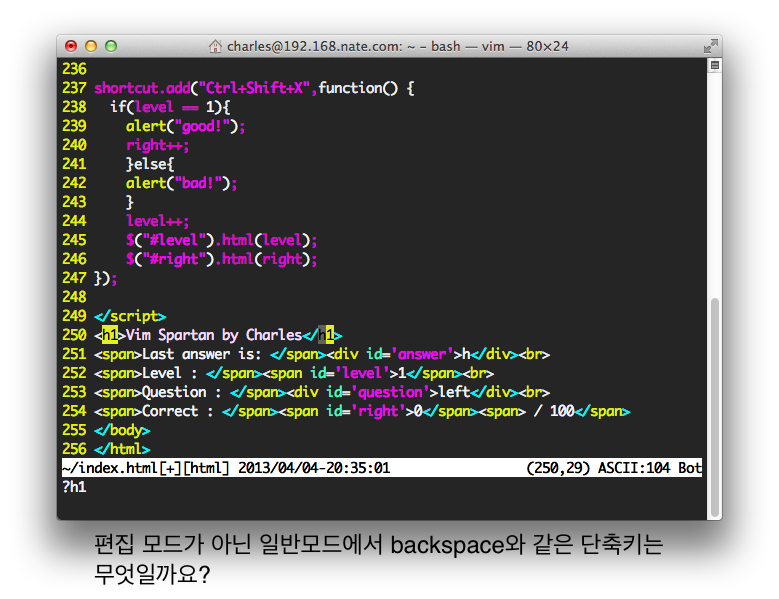 charles@192.168.nate.com: ~ – bash — vim — 80×24
236
237 shortcut.add("Ctrl+Shift+X",function() {
238   if(level == 1){
239     alert("good!");
240     right++;
241     }else{
242     alert("bad!");
243     }
244     level++;
245     $("#level").html(level);
246     $("#right").html(right);
247 });
248
249 </script>
250 <h1>Vim Spartan by Charles</h1>
251 <span>Last answer is: </span><div id='answer'>h</div><br>
252 <span>Level : </span><span id='level'>1</span><br>
253 <span>Question : </span><div id='question'>left</div><br>
254 <span>Correct : </span><span id='right'>0</span><span> / 100</span>
255 </body>
256 </html>
~/index.html[+][html] 2013/04/04-20:35:01 (250,29) ASCII:104 Bot
?h1
편집 모드가 아닌 일반모드에서 backspace와 같은 단축키는
무엇일까요?